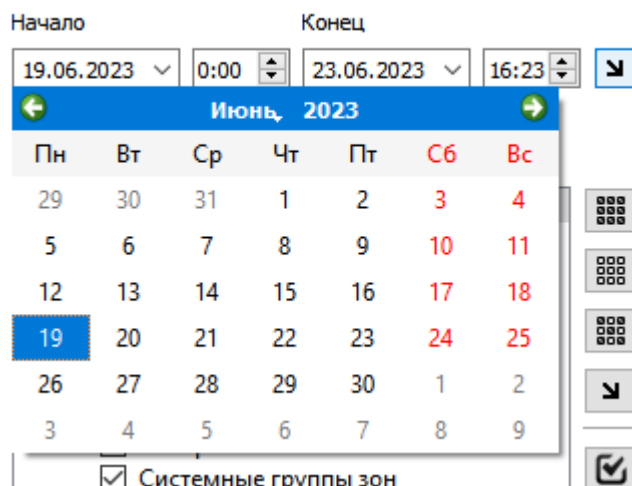 Начало Конец
19.06.2023 0:00 23.06.2023 16:23
Июнь, 2023
Пн Вт Ср Чт Пт Сб Вс
29 30 31 1 2 3 4
5 6 7 8 9 10 11
12 13 14 15 16 17 18
19 20 21 22 23 24 25
26 27 28 29 30 1 2
3 4 5 6 7 8 9
Системные группы зон